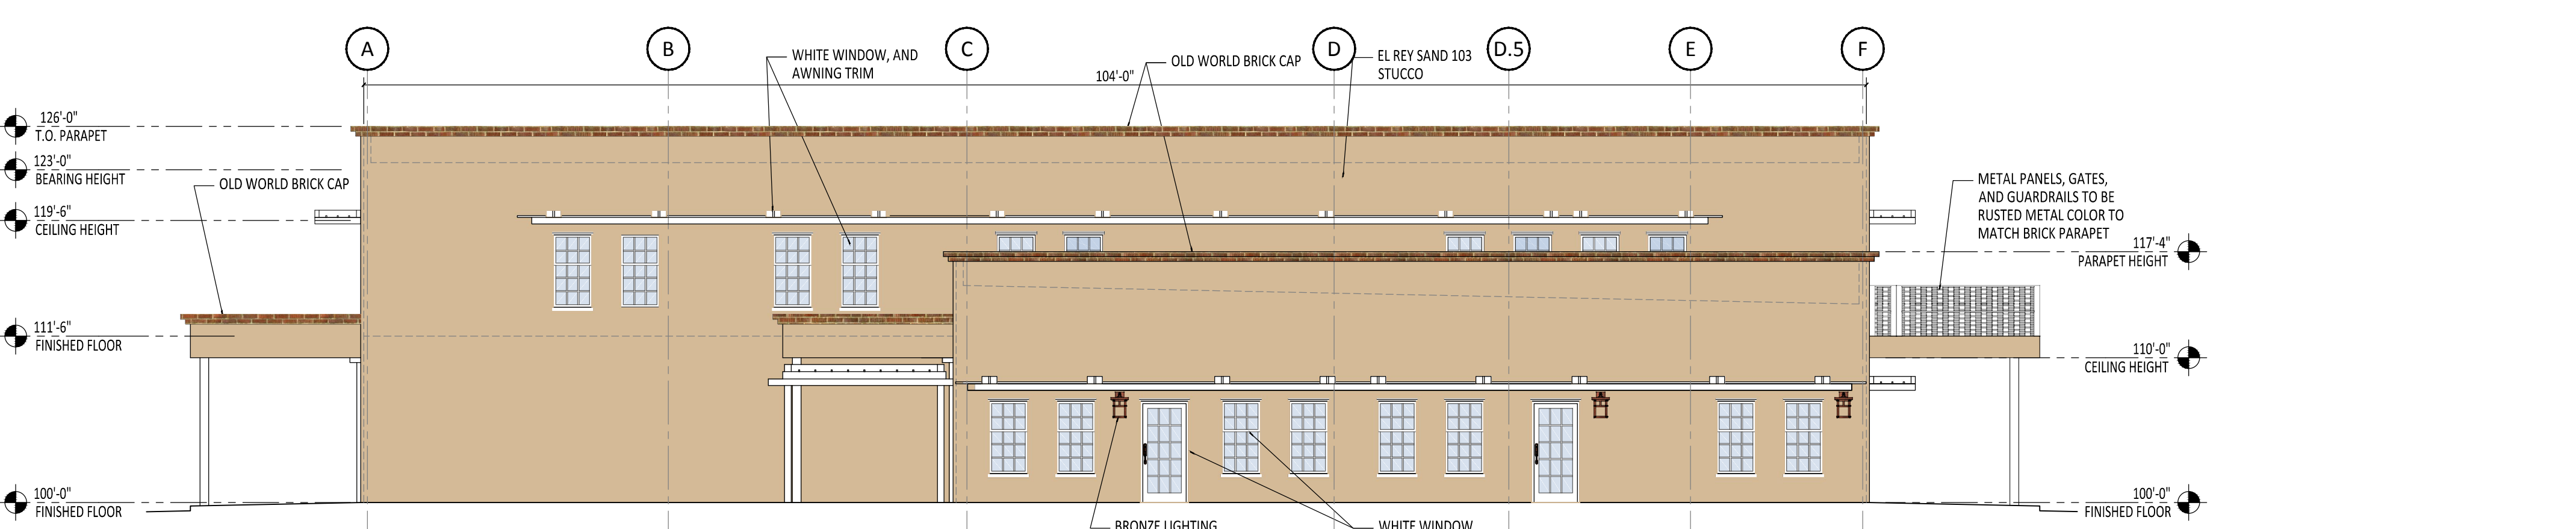 A
B
C
D
D.5
E
F
WHITE WINDOW, AND
AWNING TRIM
104'-0"
OLD WORLD BRICK CAP
EL REY SAND 103
STUCCO
126'-0"
T.O. PARAPET
123'-0"
BEARING HEIGHT
OLD WORLD BRICK CAP
119'-6"
CEILING HEIGHT
METAL PANELS, GATES,
AND GUARDRAILS TO BE
RUSTED METAL COLOR TO
MATCH BRICK PARAPET
117'-4"
PARAPET HEIGHT
111'-6"
FINISHED FLOOR
110'-0"
CEILING HEIGHT
100'-0"
FINISHED FLOOR
100'-0"
FINISHED FLOOR
BRONZE LIGHTING
WHITE WINDOW